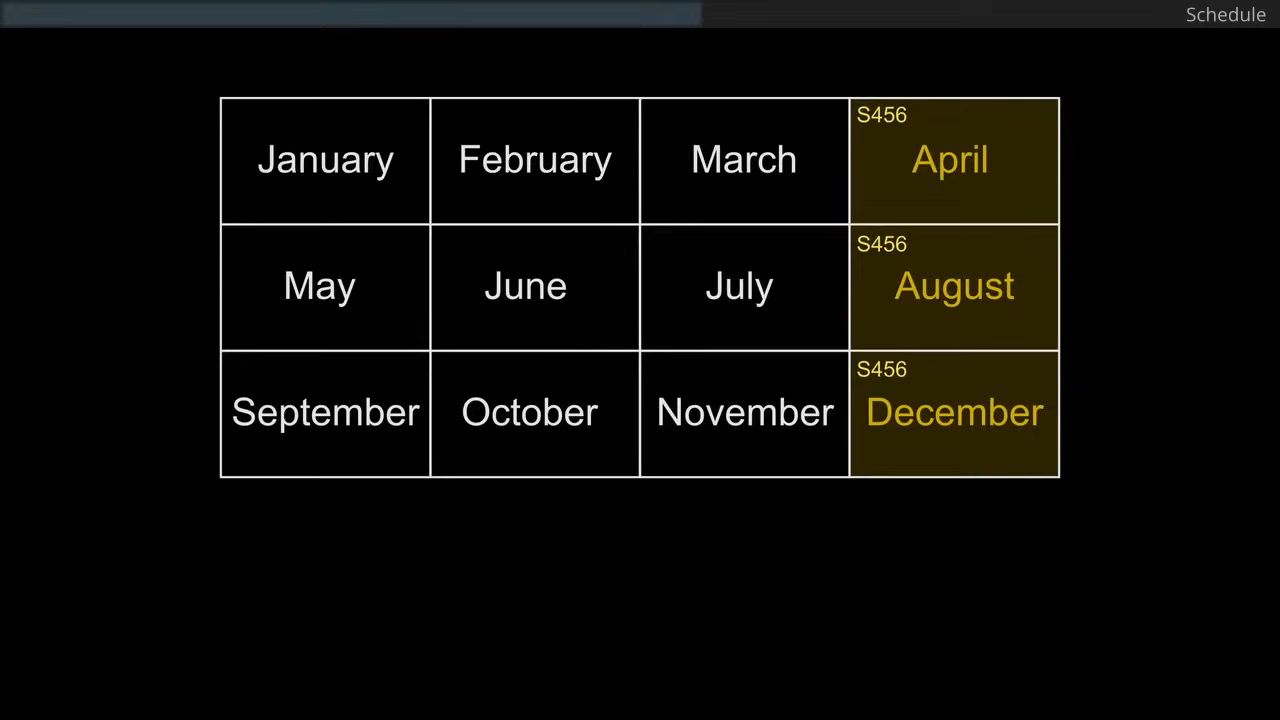 Schedule
January February March S456 April
May June July S456 August
September October November S456 December